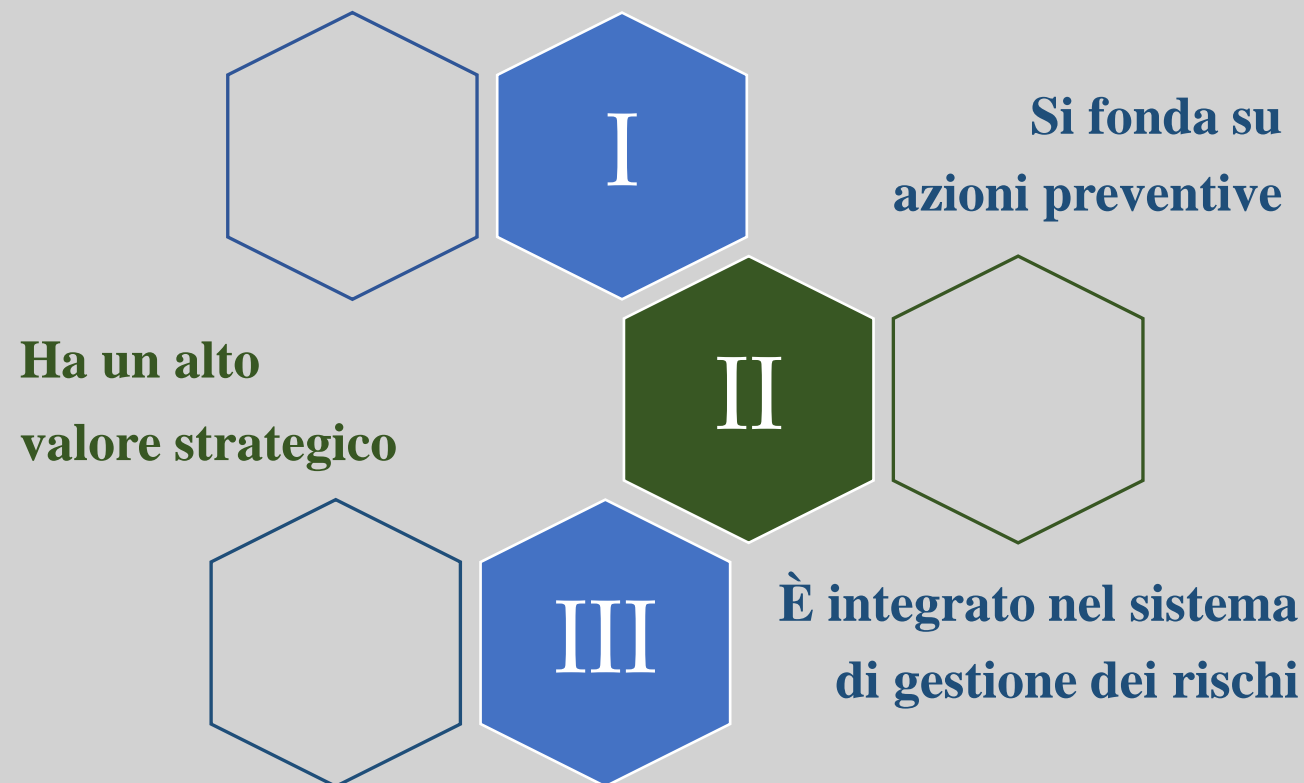 I
Si fonda su
azioni preventive
II
Ha un alto
valore strategico
III
È integrato nel sistema
di gestione dei rischi